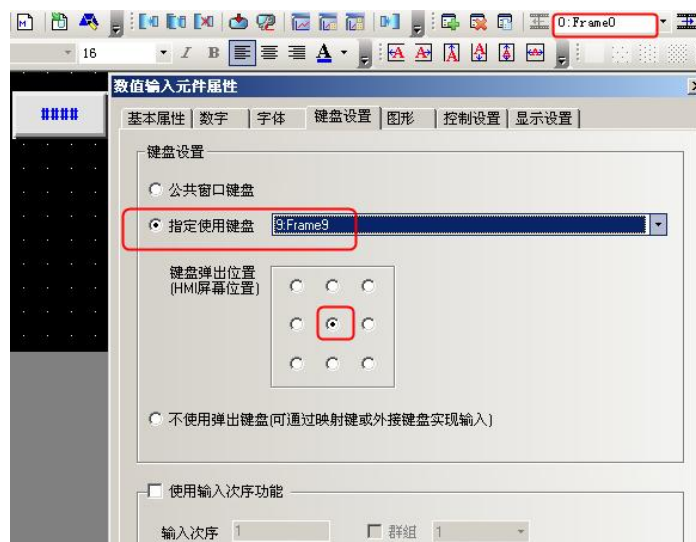 0:Frame0
16
I B A
数值输入元件属性
####
基本属性 数字 字体 键盘设置 图形 控制设置 显示设置
键盘设置
公共窗口键盘
指定使用键盘 9:Frame9
键盘弹出位置
(HMI屏幕位置)
不使用弹出键盘(可通过映射键或外接键盘实现输入)
使用输入次序功能
输入次序 1 群组 1